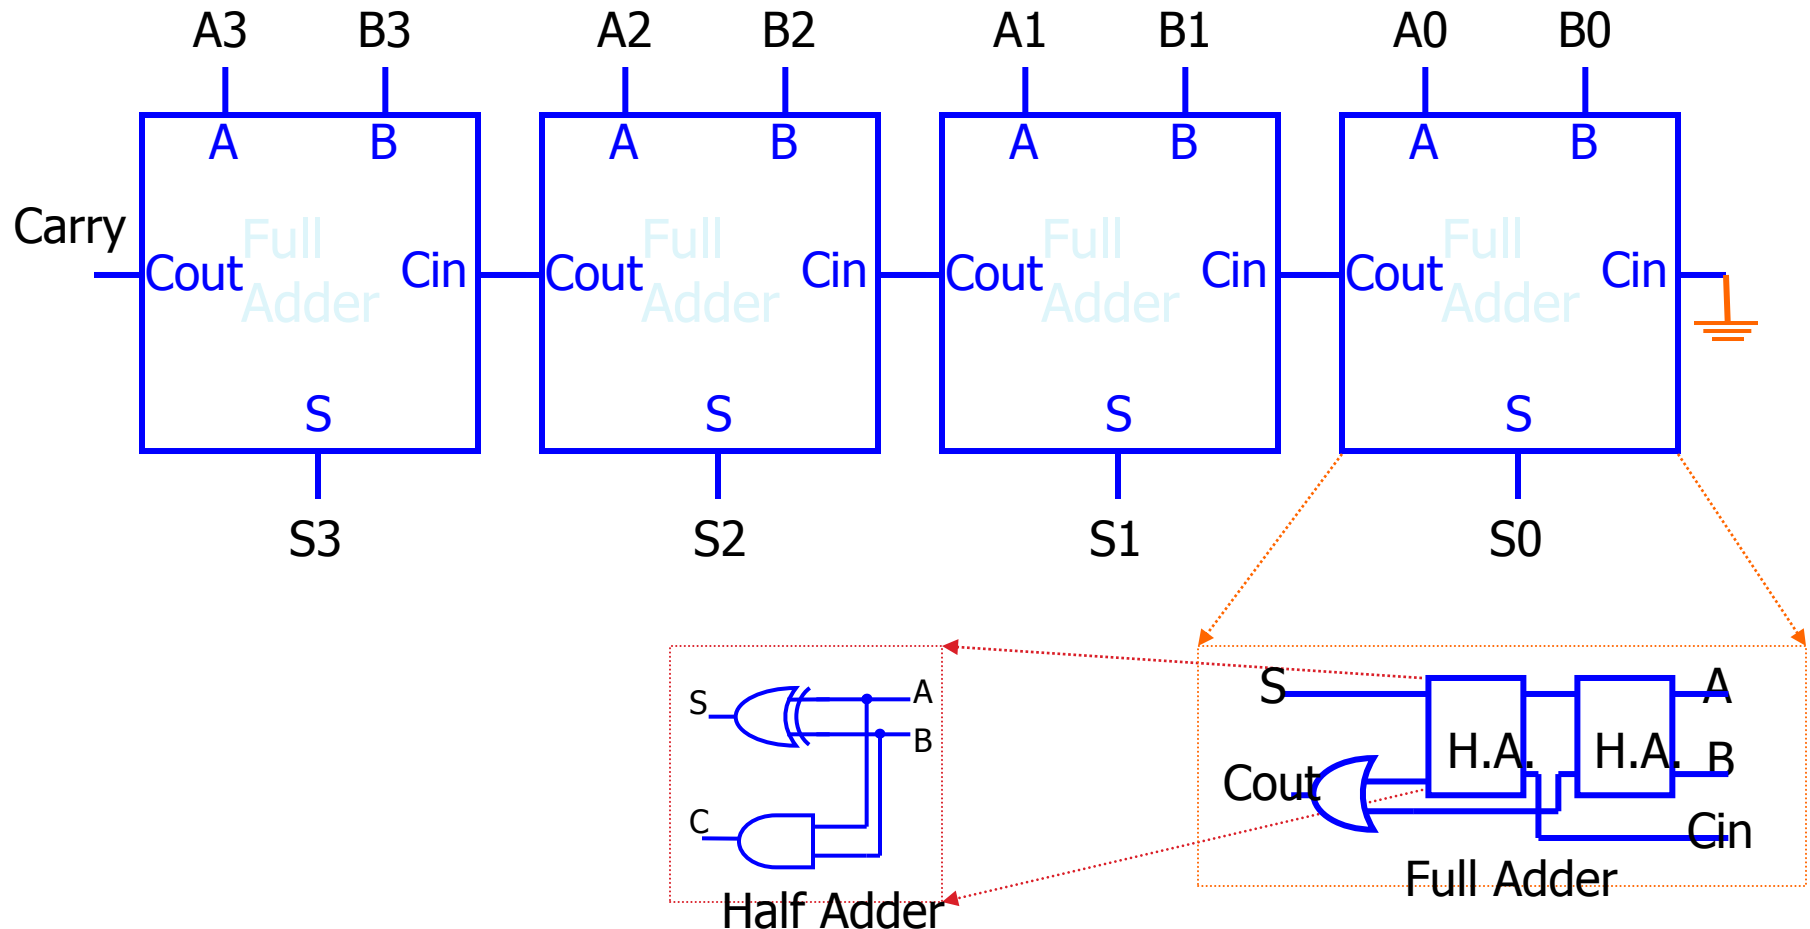 A3 B3 A2 B2 A1 B1 A0 B0
A B A B A B A B
Carry
Full Adder Full Adder Full Adder Full Adder
Cout Cin Cout Cin Cout Cin Cout Cin
S S S S
S3 S2 S1 S0
S A
B
C
Half Adder
S H.A. H.A. A
B
Cout
Cin
Full Adder